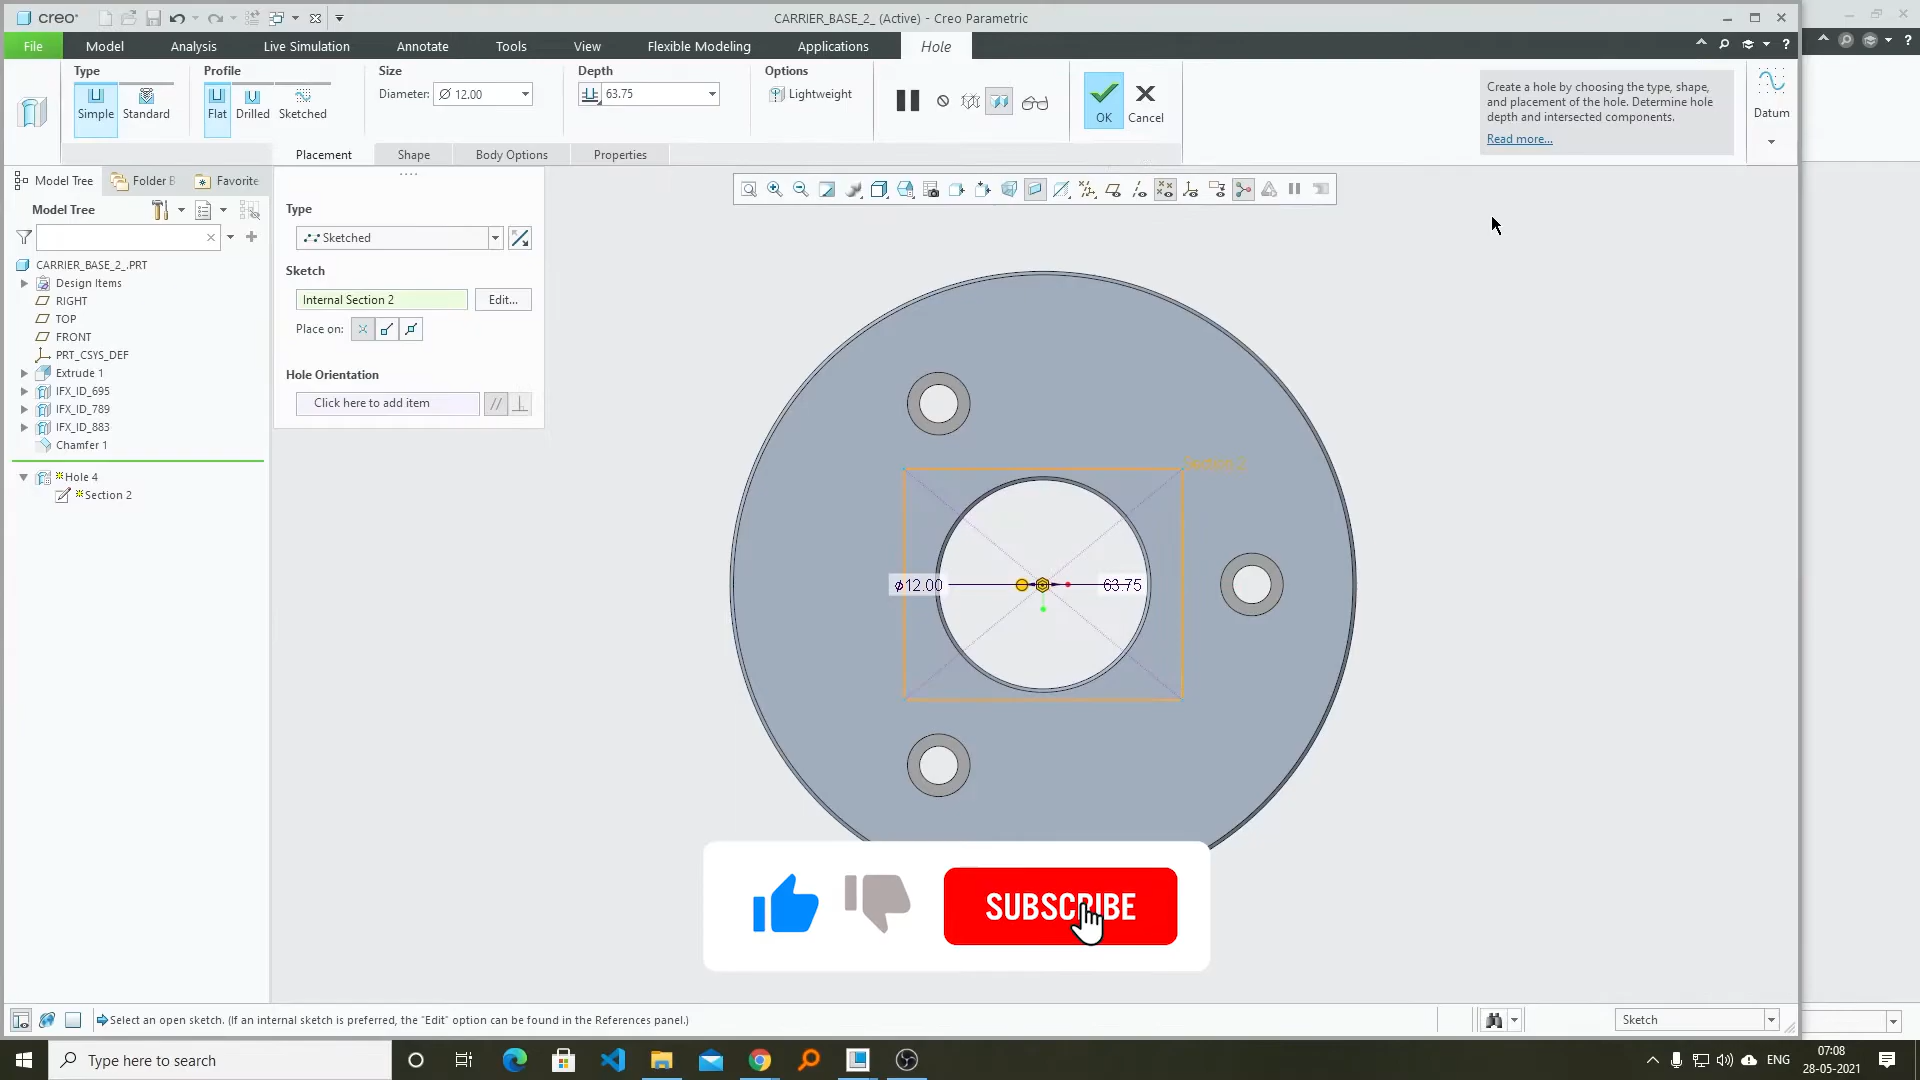 creo
CARRIER_BASE_2_ (Active) - Creo Parametric
File
Model
Analysis
Live Simulation
Annotate
Tools
View
Flexible Modeling
Applications
Hole
Type
Profile
Size
Depth
Options
Diameter: Ø 12.00
63.75
Lightweight
Simple
Standard
Flat
Drilled
Sketched
OK
Cancel
Create a hole by choosing the type, shape,
and placement of the hole. Determine hole
depth and intersected components.
Read more...
Datum
Placement
Shape
Body Options
Properties
Model Tree
Folder B
Favorite
Model Tree
CARRIER_BASE_2_.PRT
Design Items
RIGHT
TOP
FRONT
PRT_CSYS_DEF
Extrude 1
IFX_ID_695
IFX_ID_789
IFX_ID_883
Chamfer 1
Hole 4
Section 2
Type
Sketched
Sketch
Internal Section 2
Edit...
Place on:
Hole Orientation
Click here to add item
Section 2
ϕ12.00
63.75
SUBSCRIBE
Select an open sketch. (If an internal sketch is preferred, the "Edit" option can be found in the References panel.)
Sketch
Type here to search
ENG
07:08
28-05-2021